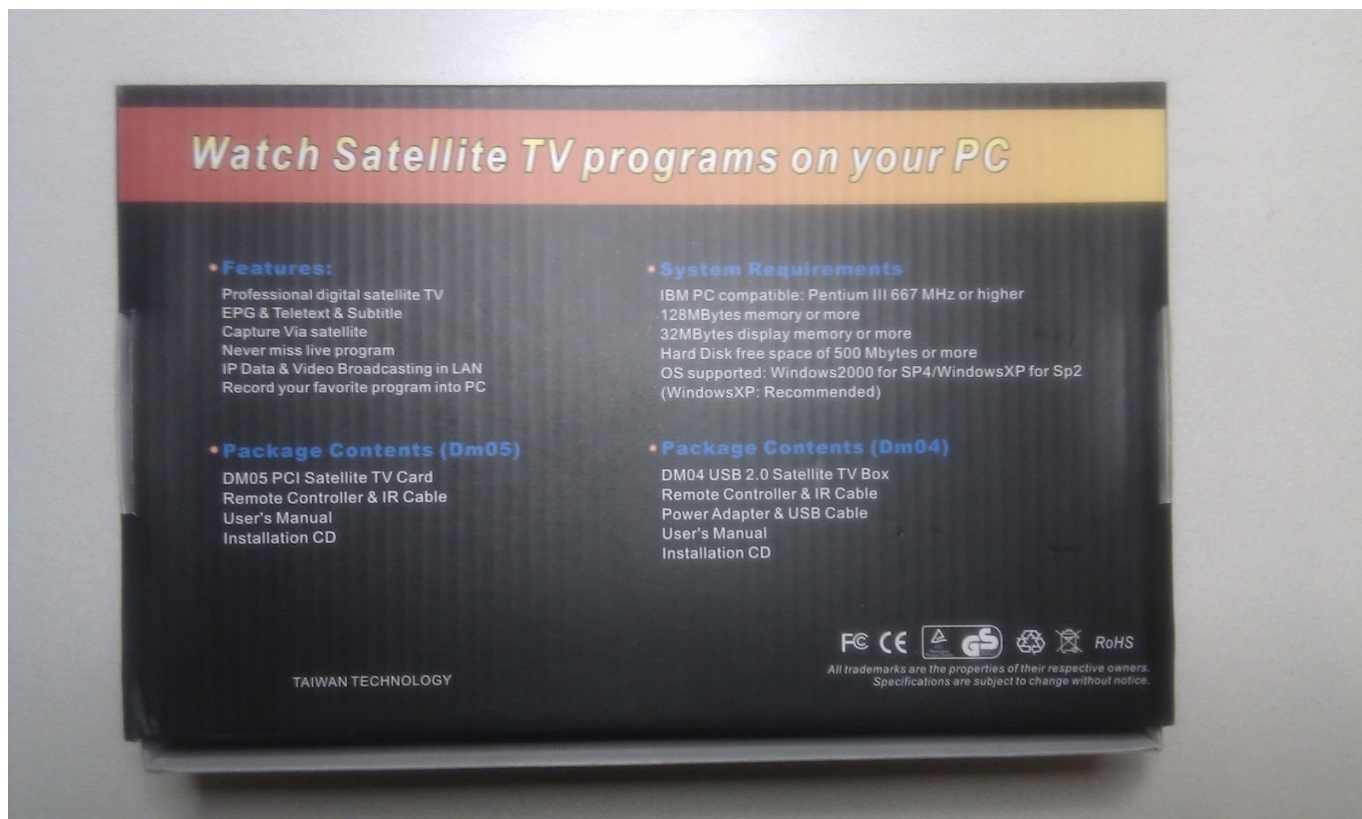 Watch Satellite TV programs on your PC
Features:
Professional digital satellite TV
EPG & Teletext & Subtitle
Capture Via satellite
Never miss live program
IP Data & Video Broadcasting in LAN
Record your favorite program into PC
System Requirements
IBM PC compatible: Pentium III 667 MHz or higher
128MBytes memory or more
32MBytes display memory or more
Hard Disk free space of 500 Mbytes or more
OS supported: Windows2000 for SP4/WindowsXP for Sp2
(WindowsXP: Recommended)
Package Contents (Dm05)
DM05 PCI Satellite TV Card
Remote Controller & IR Cable
User's Manual
Installation CD
Package Contents (Dm04)
DM04 USB 2.0 Satellite TV Box
Remote Controller & IR Cable
Power Adapter & USB Cable
User's Manual
Installation CD
FC CE GS RoHS
All trademarks are the properties of their respective owners.
Specifications are subject to change without notice.
TAIWAN TECHNOLOGY